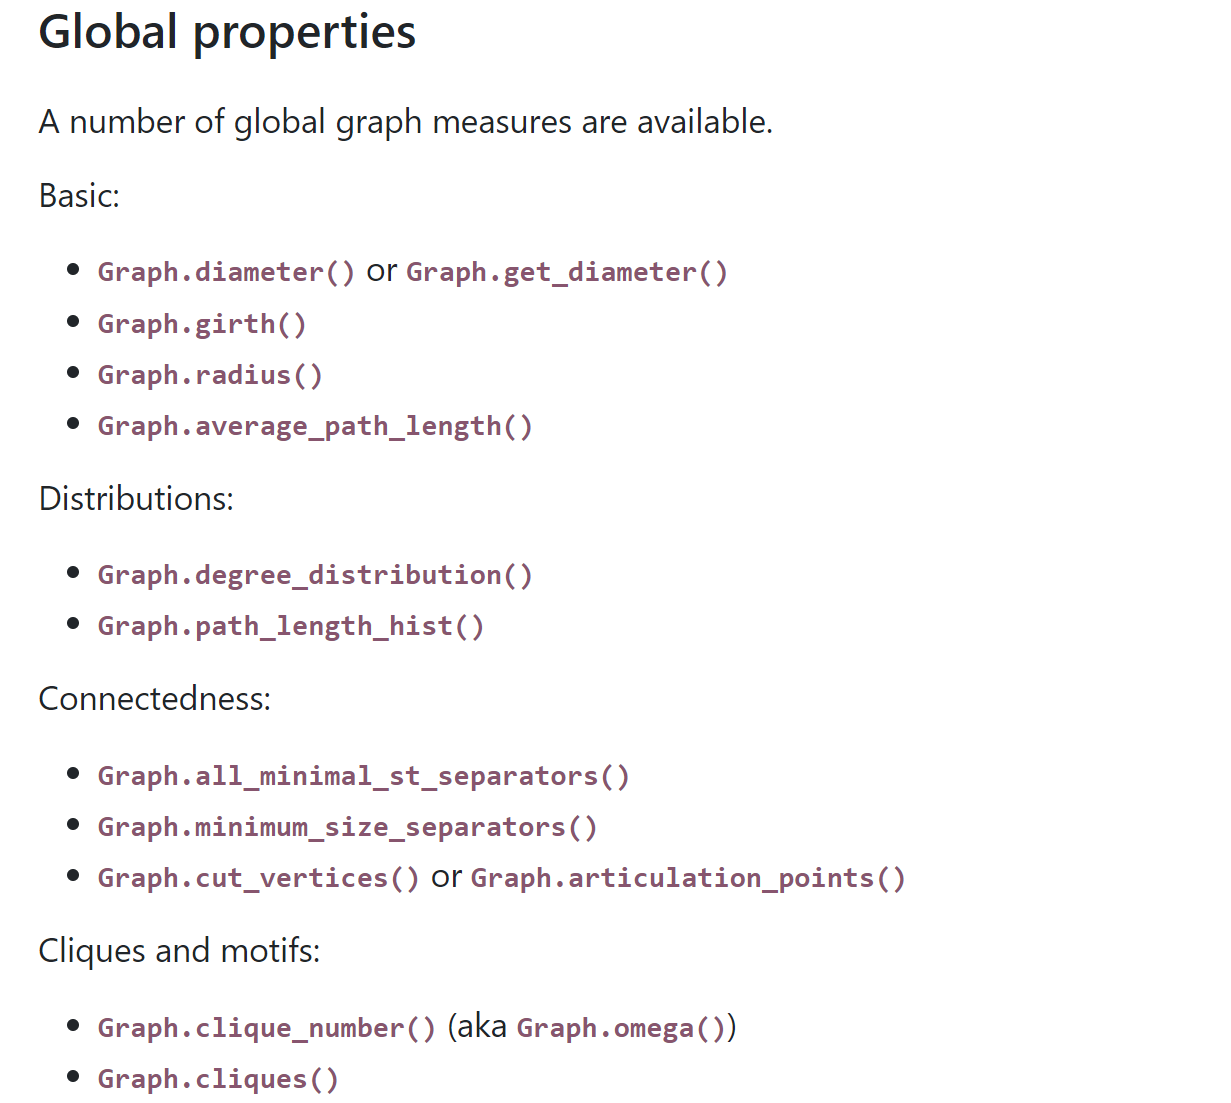 Global properties
A number of global graph measures are available.
Basic:
Graph.diameter() or Graph.get_diameter()
Graph.girth()
Graph.radius()
Graph.average_path_length()
Distributions:
Graph.degree_distribution()
Graph.path_length_hist()
Connectedness:
Graph.all_minimal_st_separators()
Graph.minimum_size_separators()
Graph.cut_vertices() or Graph.articulation_points()
Cliques and motifs:
Graph.clique_number() (aka Graph.omega())
Graph.cliques()